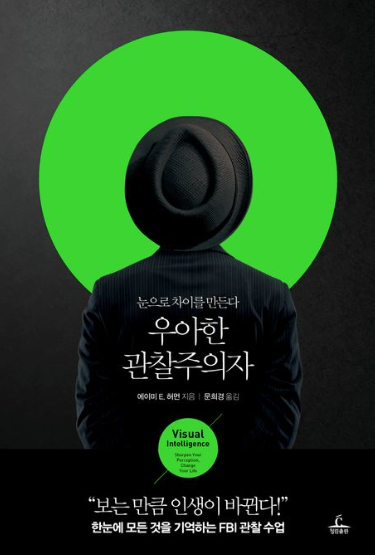 눈으로 차이를 만든다
우아한
관찰주의자
에이미 E. 허먼 지음 | 문희경 옮김
Visual
Intelligence
Sharpen Your
Perception,
Change
Your Life
“보는 만큼 인생이 바뀐다!”
한눈에 모든 것을 기억하는 FBI 관찰 수업
청림출판